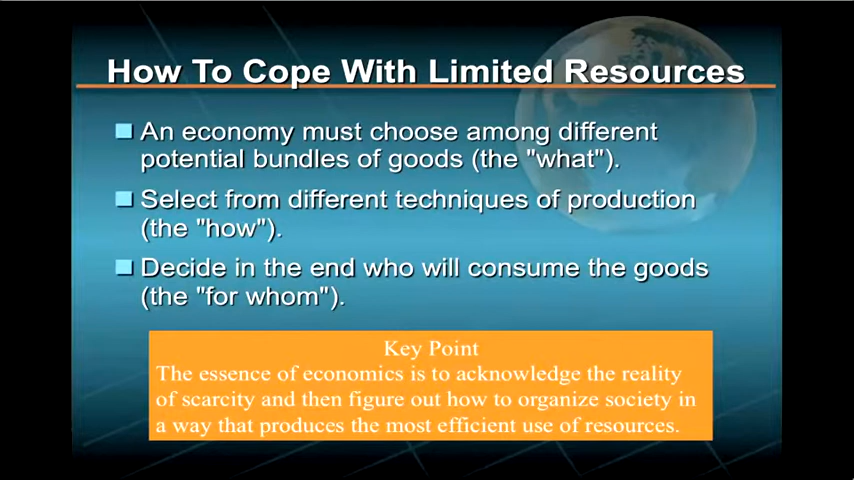 How To Cope With Limited Resources
An economy must choose among different
potential bundles of goods (the "what").
Select from different techniques of production
(the "how").
Decide in the end who will consume the goods
(the "for whom").
Key Point
The essence of economics is to acknowledge the reality
of scarcity and then figure out how to organize society in
a way that produces the most efficient use of resources.